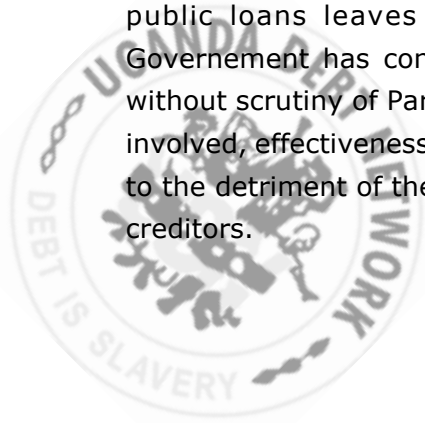 public loans leaves
Governement has con
without scrutiny of Par
involved, effectiveness
to the detriment of the
creditors.
UGANDA DEBT NETWORK
DEBT IS SLAVERY